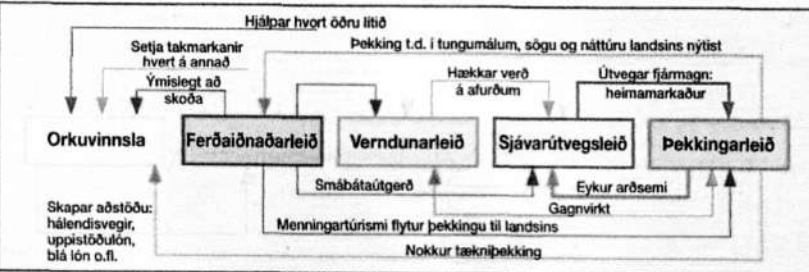 Hjálpar hvort öðru lítið
Setja takmarkanir
hvert á annað
Ýmislegt að
skoða
Þekking t.d. í tungumálum, sögu og náttúru landsins nýtist
Hækkar verð
á afurðum
Útvegar fjármagn:
heimamarkaður
Orkuvinnsla
Ferðaiðnaðarleið
Verndunarleið
Sjávarútvegsleið
Þekkingarleið
Smábátaútgerð
Eykur arðsemi
Gagnvirkt
Menningartúrismi flytur þekkingu til landsins
Nokkur tækniþekking
Skapar aðstöðu:
hálendisvegir,
uppistöðulón,
blá lón o.fl.